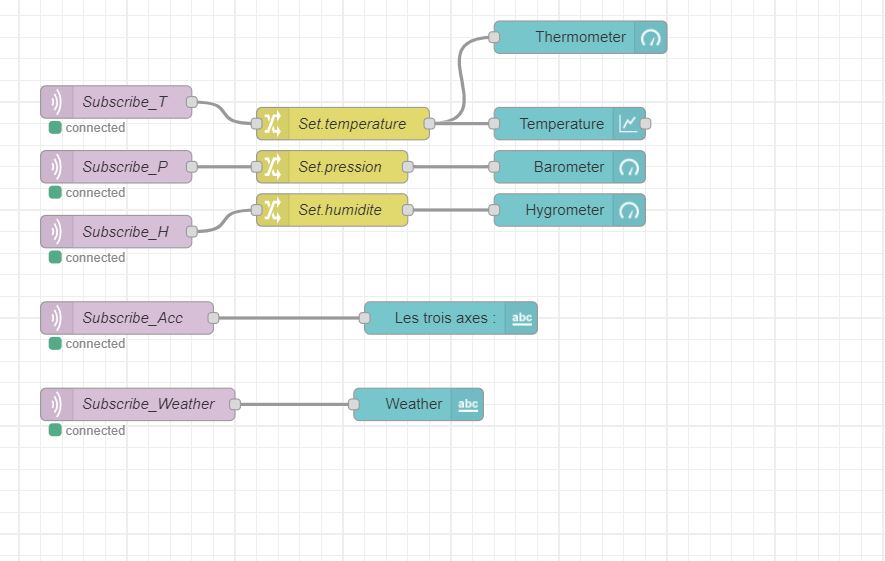 Thermometer
Subscribe_T
connected
Set.temperature
Temperature
Subscribe_P
connected
Set.pression
Barometer
Subscribe_H
connected
Set.humidite
Hygrometer
Subscribe_Acc
connected
Les trois axes :
abc
Subscribe_Weather
connected
Weather
abc